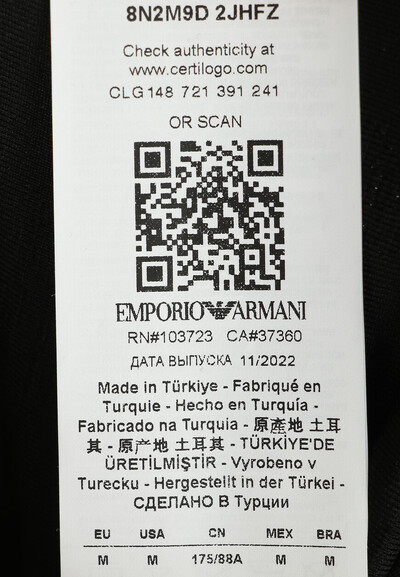 8N2M9D 2JHFZ
Check authenticity at
www.certilogo.com
CLG 148 721 391 241
OR SCAN
EMPORIO ARMANI
RN#103723 CA#37360
ДАТА ВЫПУСКА 11/2022
Made in Türkiye - Fabriqué en
Turquie - Hecho en Turquía -
Fabricado na Turquia - 原產地 土耳
其 - 原产地 土耳其 - TÜRKİYE'DE
ÜRETİLMİŞTİR - Vyrobeno v
Turecku - Hergestellt in der Türkei -
СДЕЛАНО В Турции
EU USA CN MEX BRA
M M 175/88A M M